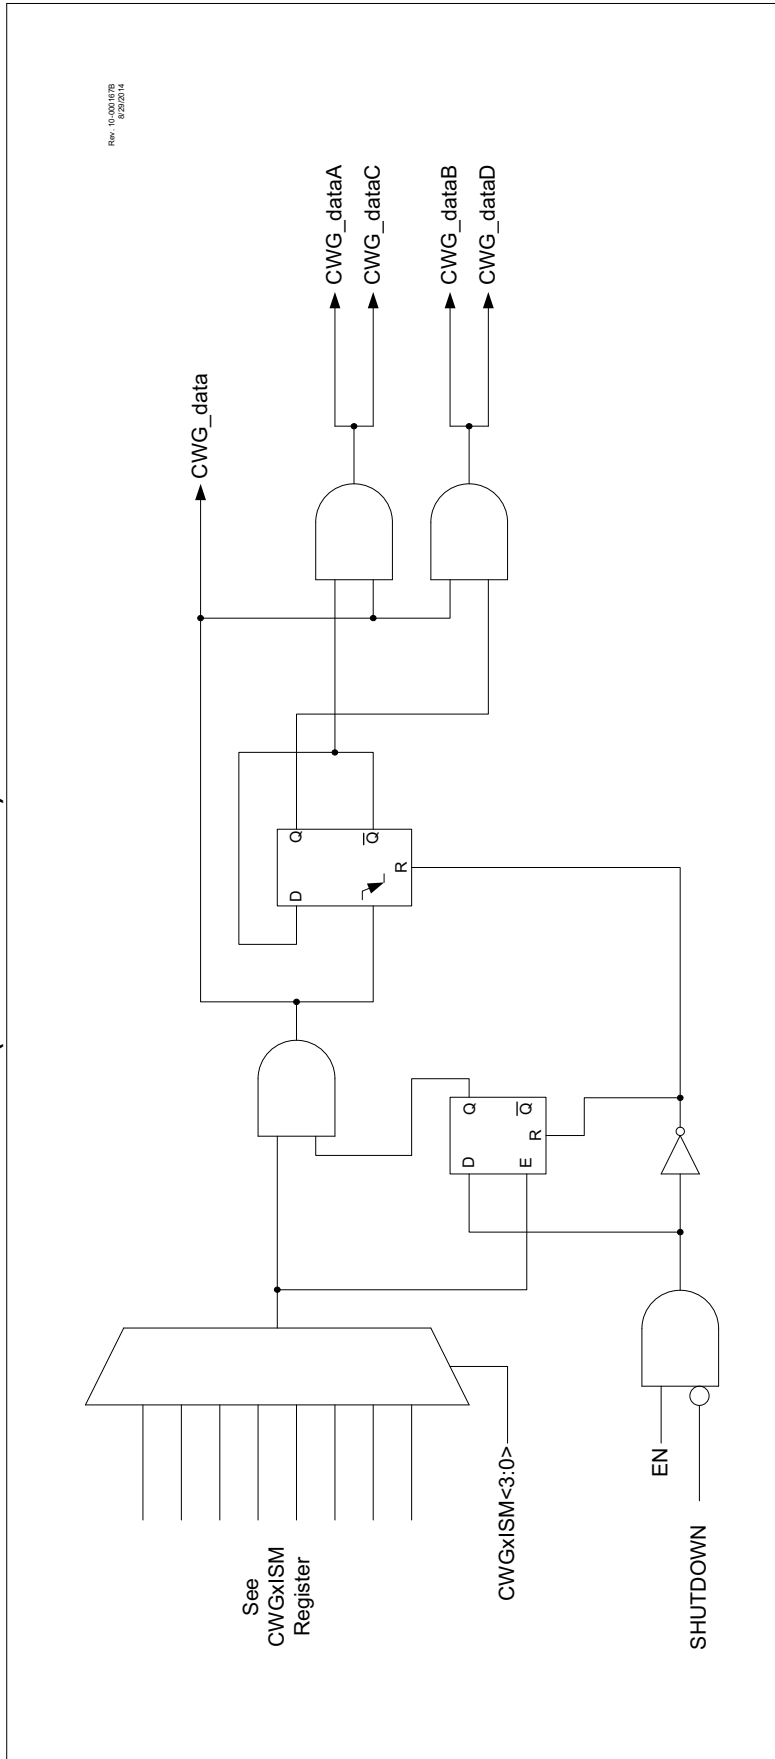 Rev. 10-000167B
8/29/2014
See
CWGxISM
Register
CWGxISM<3:0>
EN
SHUTDOWN
D
Q
E
Q
R
D
Q
Q
R
CWG_data
CWG_dataA
CWG_dataC
CWG_dataB
CWG_dataD